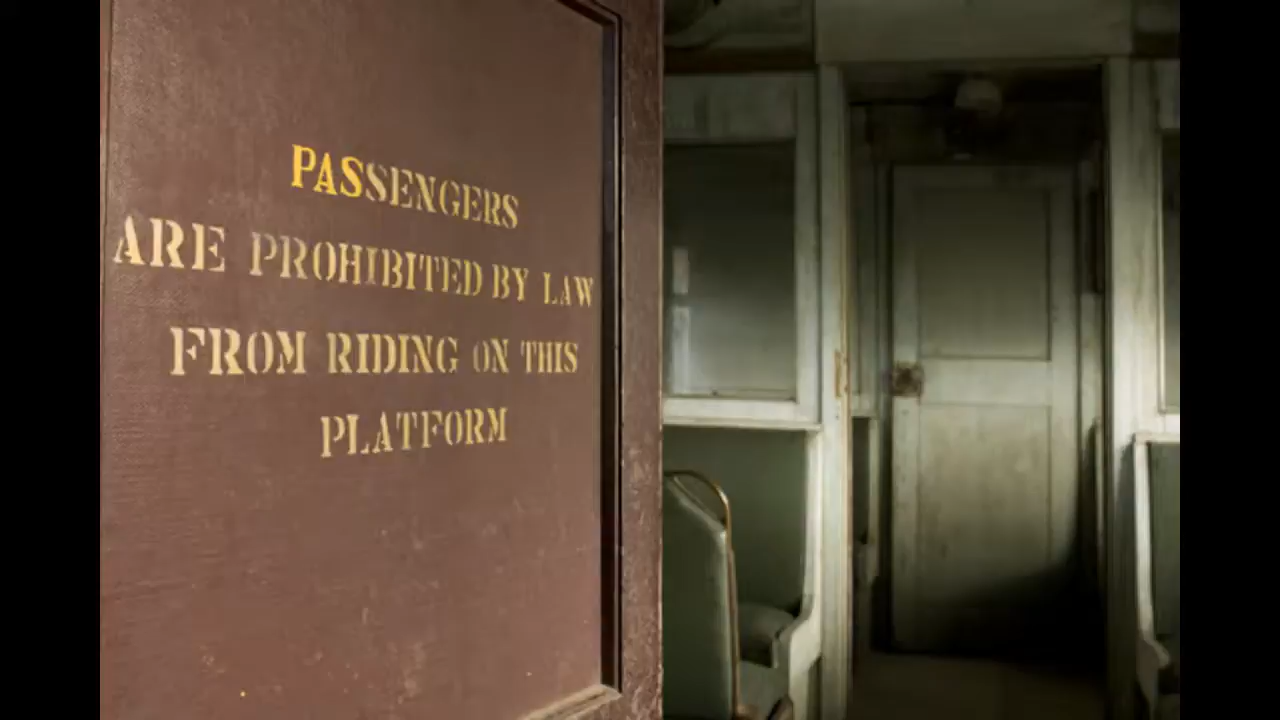 PASSENGERS
ARE PROHIBITED BY LAW
FROM RIDING ON THIS
PLATFORM